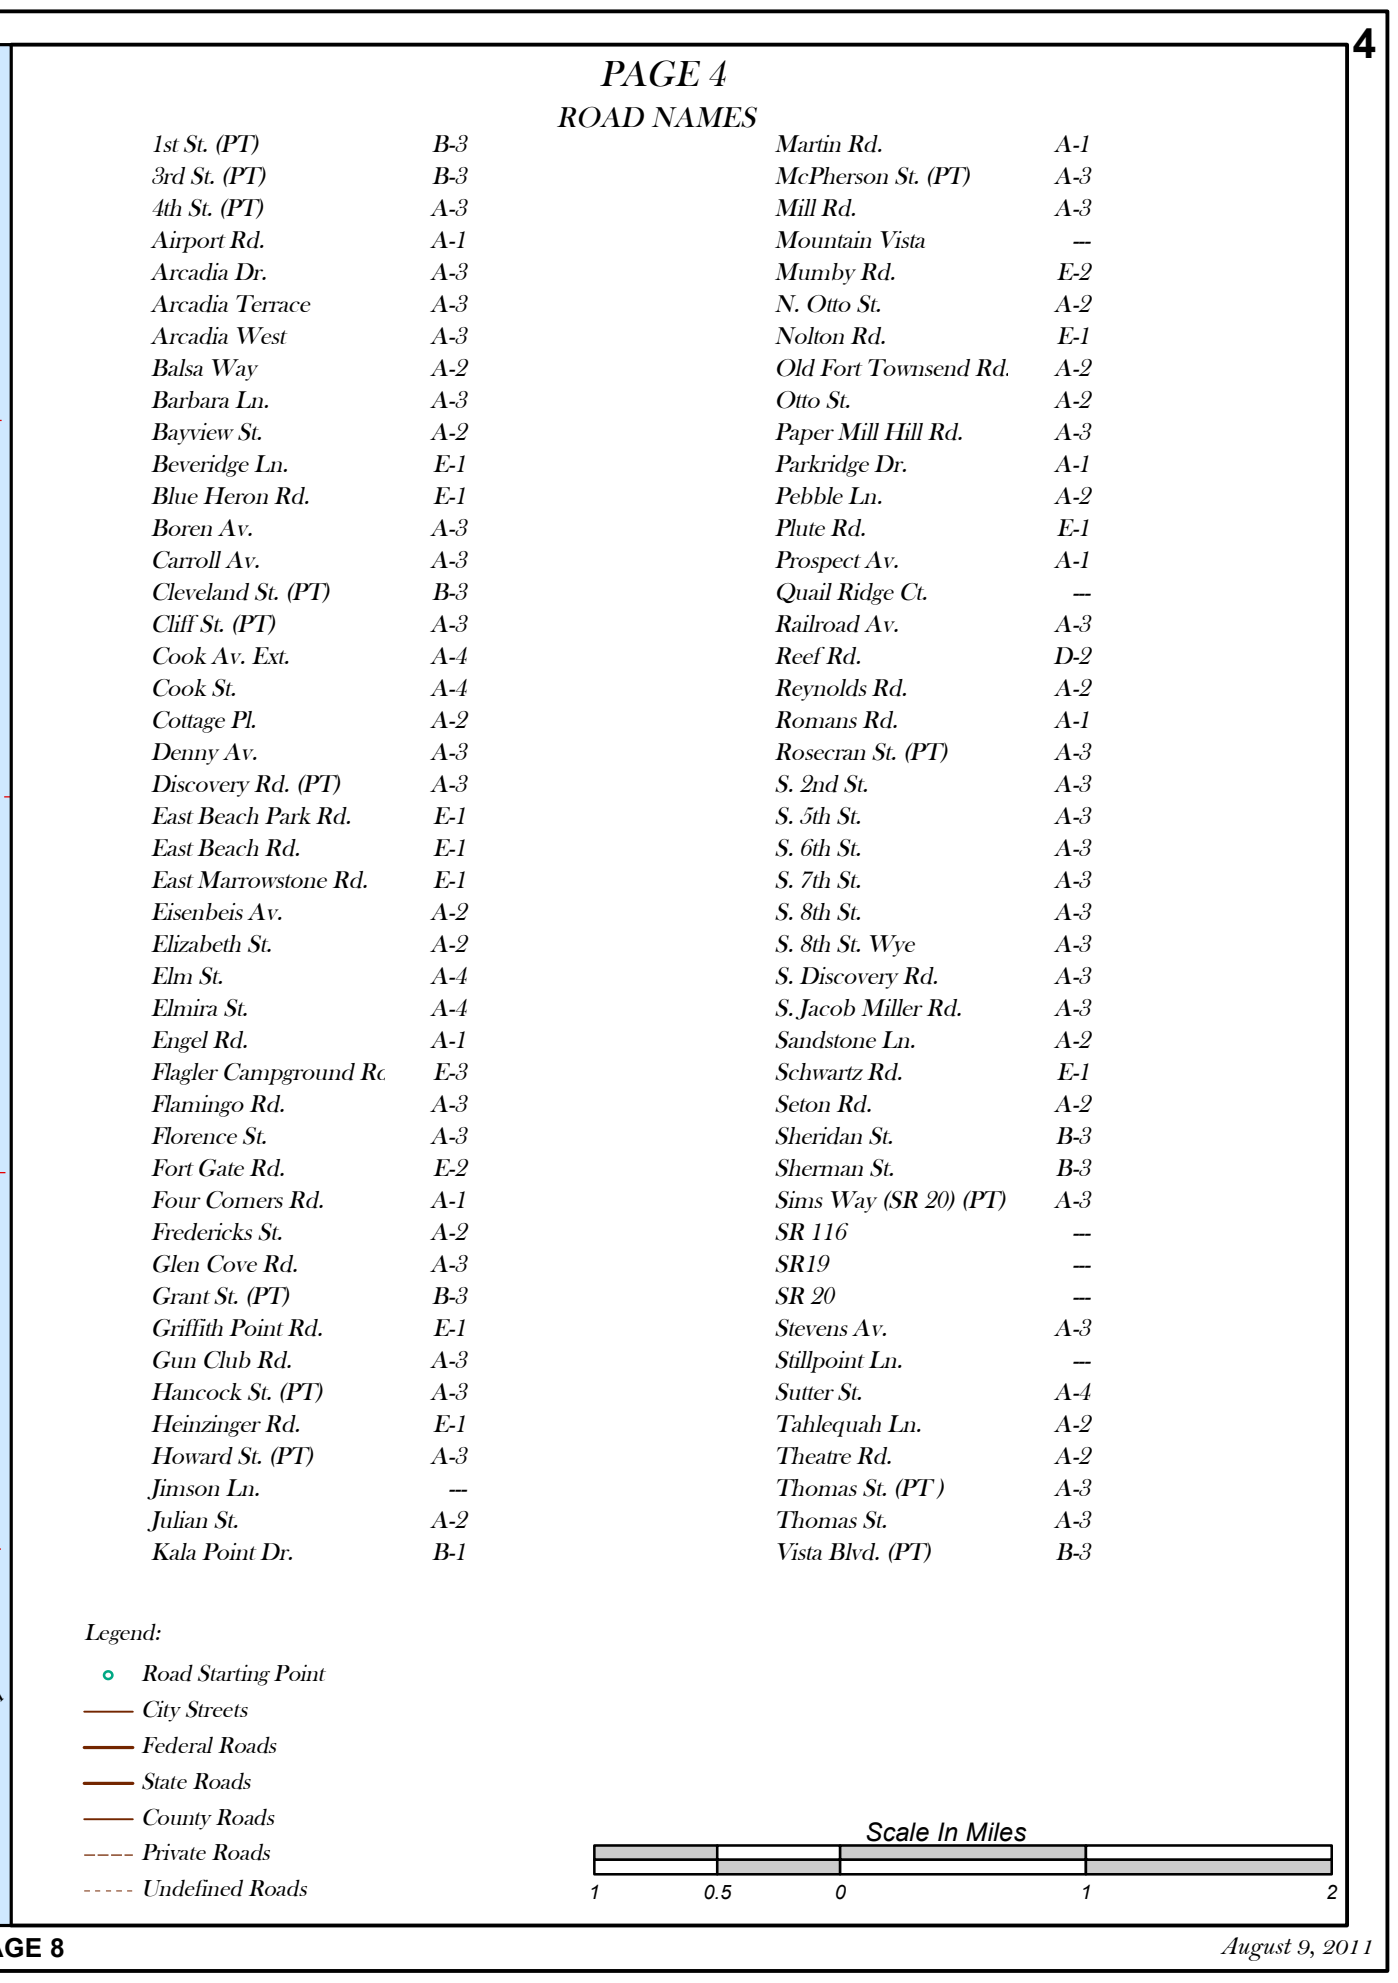 4
PAGE 4
ROAD NAMES
1st St. (PT) B-3
3rd St. (PT) B-3
4th St. (PT) A-3
Airport Rd. A-1
Arcadia Dr. A-3
Arcadia Terrace A-3
Arcadia West A-3
Balsa Way A-2
Barbara Ln. A-3
Bayview St. A-2
Beveridge Ln. E-1
Blue Heron Rd. E-1
Boren Av. A-3
Carroll Av. A-3
Cleveland St. (PT) B-3
Cliff St. (PT) A-3
Cook Av. Ext. A-4
Cook St. A-4
Cottage Pl. A-2
Denny Av. A-3
Discovery Rd. (PT) A-3
East Beach Park Rd. E-1
East Beach Rd. E-1
East Marrowstone Rd. E-1
Eisenbeis Av. A-2
Elizabeth St. A-2
Elm St. A-4
Elmira St. A-4
Engel Rd. A-1
Flagler Campground Rd E-3
Flamingo Rd. A-3
Florence St. A-3
Fort Gate Rd. E-2
Four Corners Rd. A-1
Fredericks St. A-2
Glen Cove Rd. A-3
Grant St. (PT) B-3
Griffith Point Rd. E-1
Gun Club Rd. A-3
Hancock St. (PT) A-3
Heinzinger Rd. E-1
Howard St. (PT) A-3
Jimson Ln. ---
Julian St. A-2
Kala Point Dr. B-1
Martin Rd. A-1
McPherson St. (PT) A-3
Mill Rd. A-3
Mountain Vista ---
Mumby Rd. E-2
N. Otto St. A-2
Nolton Rd. E-1
Old Fort Townsend Rd. A-2
Otto St. A-2
Paper Mill Hill Rd. A-3
Parkridge Dr. A-1
Pebble Ln. A-2
Plute Rd. E-1
Prospect Av. A-1
Quail Ridge Ct. ---
Railroad Av. A-3
Reef Rd. D-2
Reynolds Rd. A-2
Romans Rd. A-1
Rosecran St. (PT) A-3
S. 2nd St. A-3
S. 5th St. A-3
S. 6th St. A-3
S. 7th St. A-3
S. 8th St. A-3
S. 8th St. Wye A-3
S. Discovery Rd. A-3
S. Jacob Miller Rd. A-3
Sandstone Ln. A-2
Schwartz Rd. E-1
Seton Rd. A-2
Sheridan St. B-3
Sherman St. B-3
Sims Way (SR 20) (PT) A-3
SR 116 ---
SR19 ---
SR 20 ---
Stevens Av. A-3
Stillpoint Ln. ---
Sutter St. A-4
Tahlequah Ln. A-2
Theatre Rd. A-2
Thomas St. (PT ) A-3
Thomas St. A-3
Vista Blvd. (PT) B-3
Legend:
Road Starting Point
City Streets
Federal Roads
State Roads
County Roads
Private Roads
Undefined Roads
Scale In Miles
1 0.5 0 1 2
AGE 8
August 9, 2011